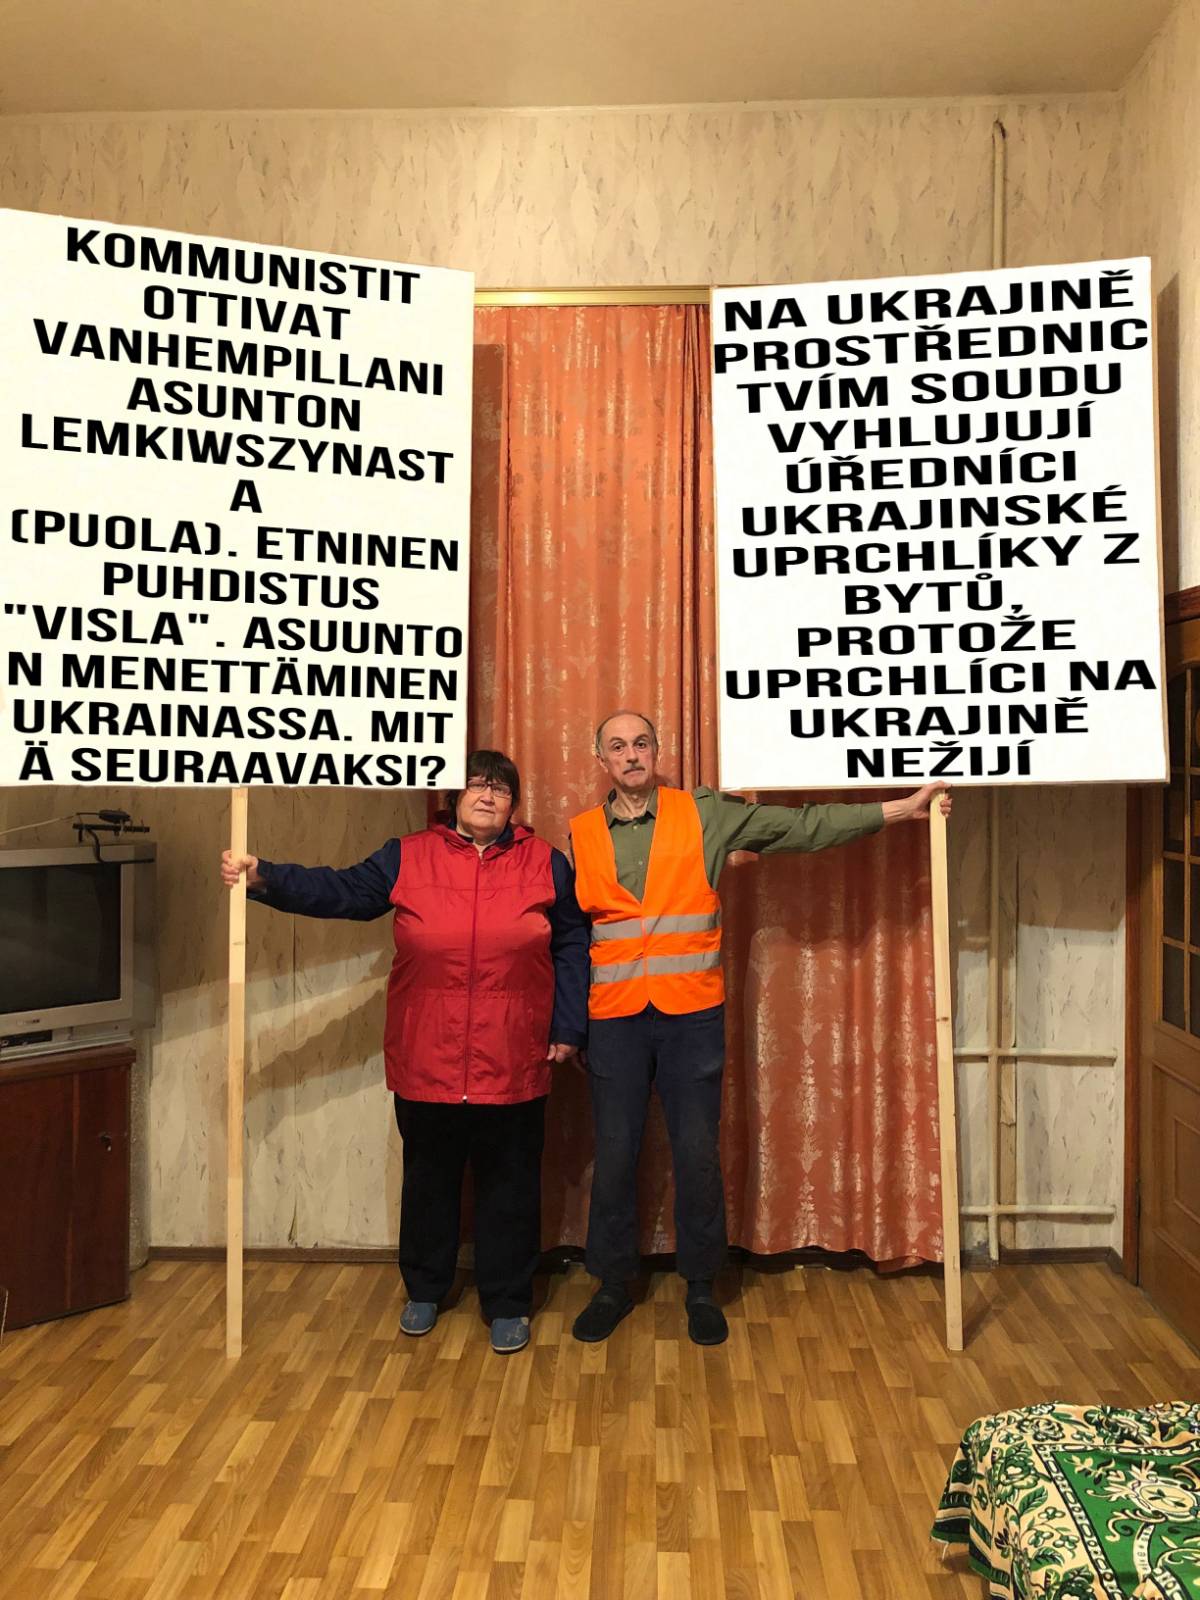 KOMMUNISTIT
OTTIVAT
VANHEMPILLANI
ASUNTON
LEMKIWSZYNAST
A
(PUOLA). ETNINEN
PUHDISTUS
"VISLA". ASUUNTO
N MENETTÄMINEN
UKRAINASSA. MIT
Ä SEURAAVAKSI?
NA UKRAJINĚ
PROSTŘEDNIC
TVÍM SOUDU
VYHLUJUJÍ
ÚŘEDNÍCI
UKRAJINSKÉ
UPRCHLÍKY Z
BYTŮ,
PROTOŽE
UPRCHLÍCI NA
UKRAJINĚ
NEŽIJÍ